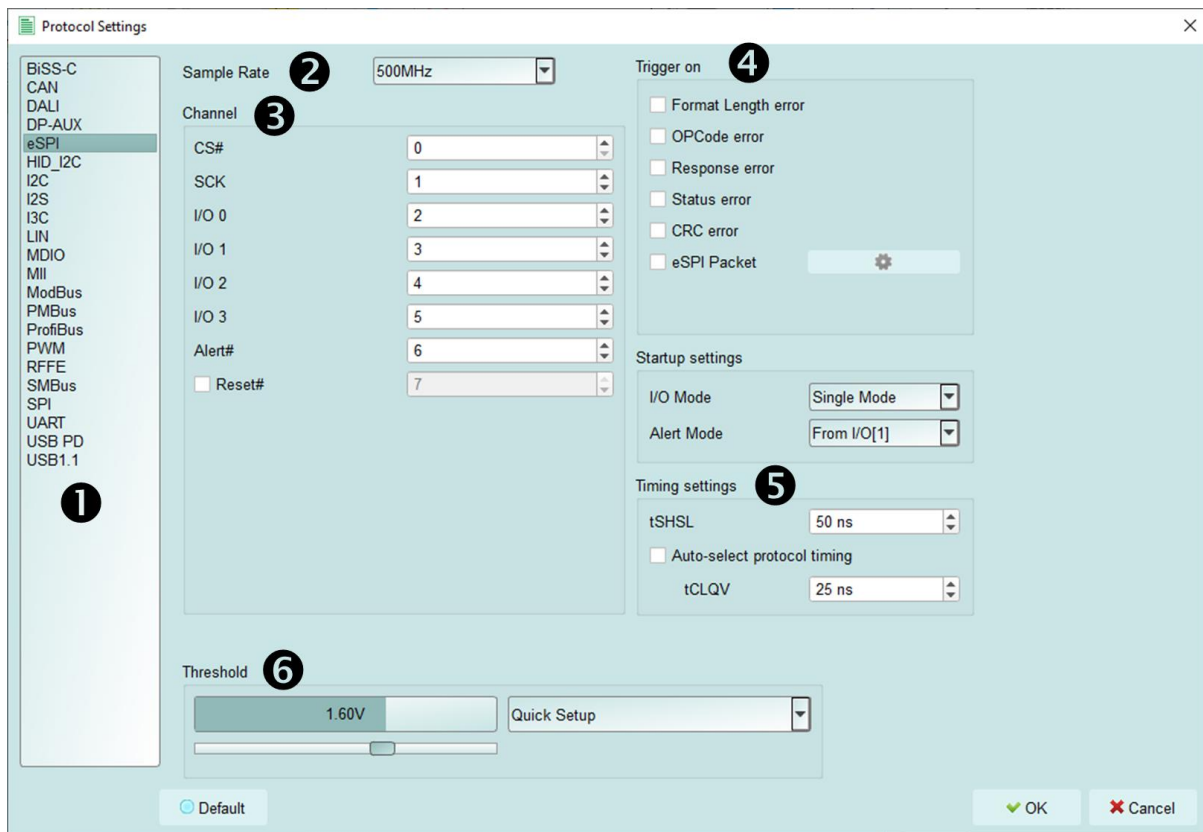 Protocol Settings
BiSS-C
CAN
DALI
DP-AUX
eSPI
HID_I2C
I2C
I2S
I3C
LIN
MDIO
MII
ModBus
PMBus
ProfiBus
PWM
RFFE
SMBus
SPI
UART
USB PD
USB1.1
1
Sample Rate 2 500MHz
Channel 3
CS# 0
SCK 1
I/O 0 2
I/O 1 3
I/O 2 4
I/O 3 5
Alert# 6
Reset# 7
Trigger on 4
Format Length error
OPCode error
Response error
Status error
CRC error
eSPI Packet
Startup settings
I/O Mode Single Mode
Alert Mode From I/O[1]
Timing settings 5
tSHSL 50 ns
Auto-select protocol timing
tCLQV 25 ns
Threshold 6
1.60V Quick Setup
Default OK Cancel